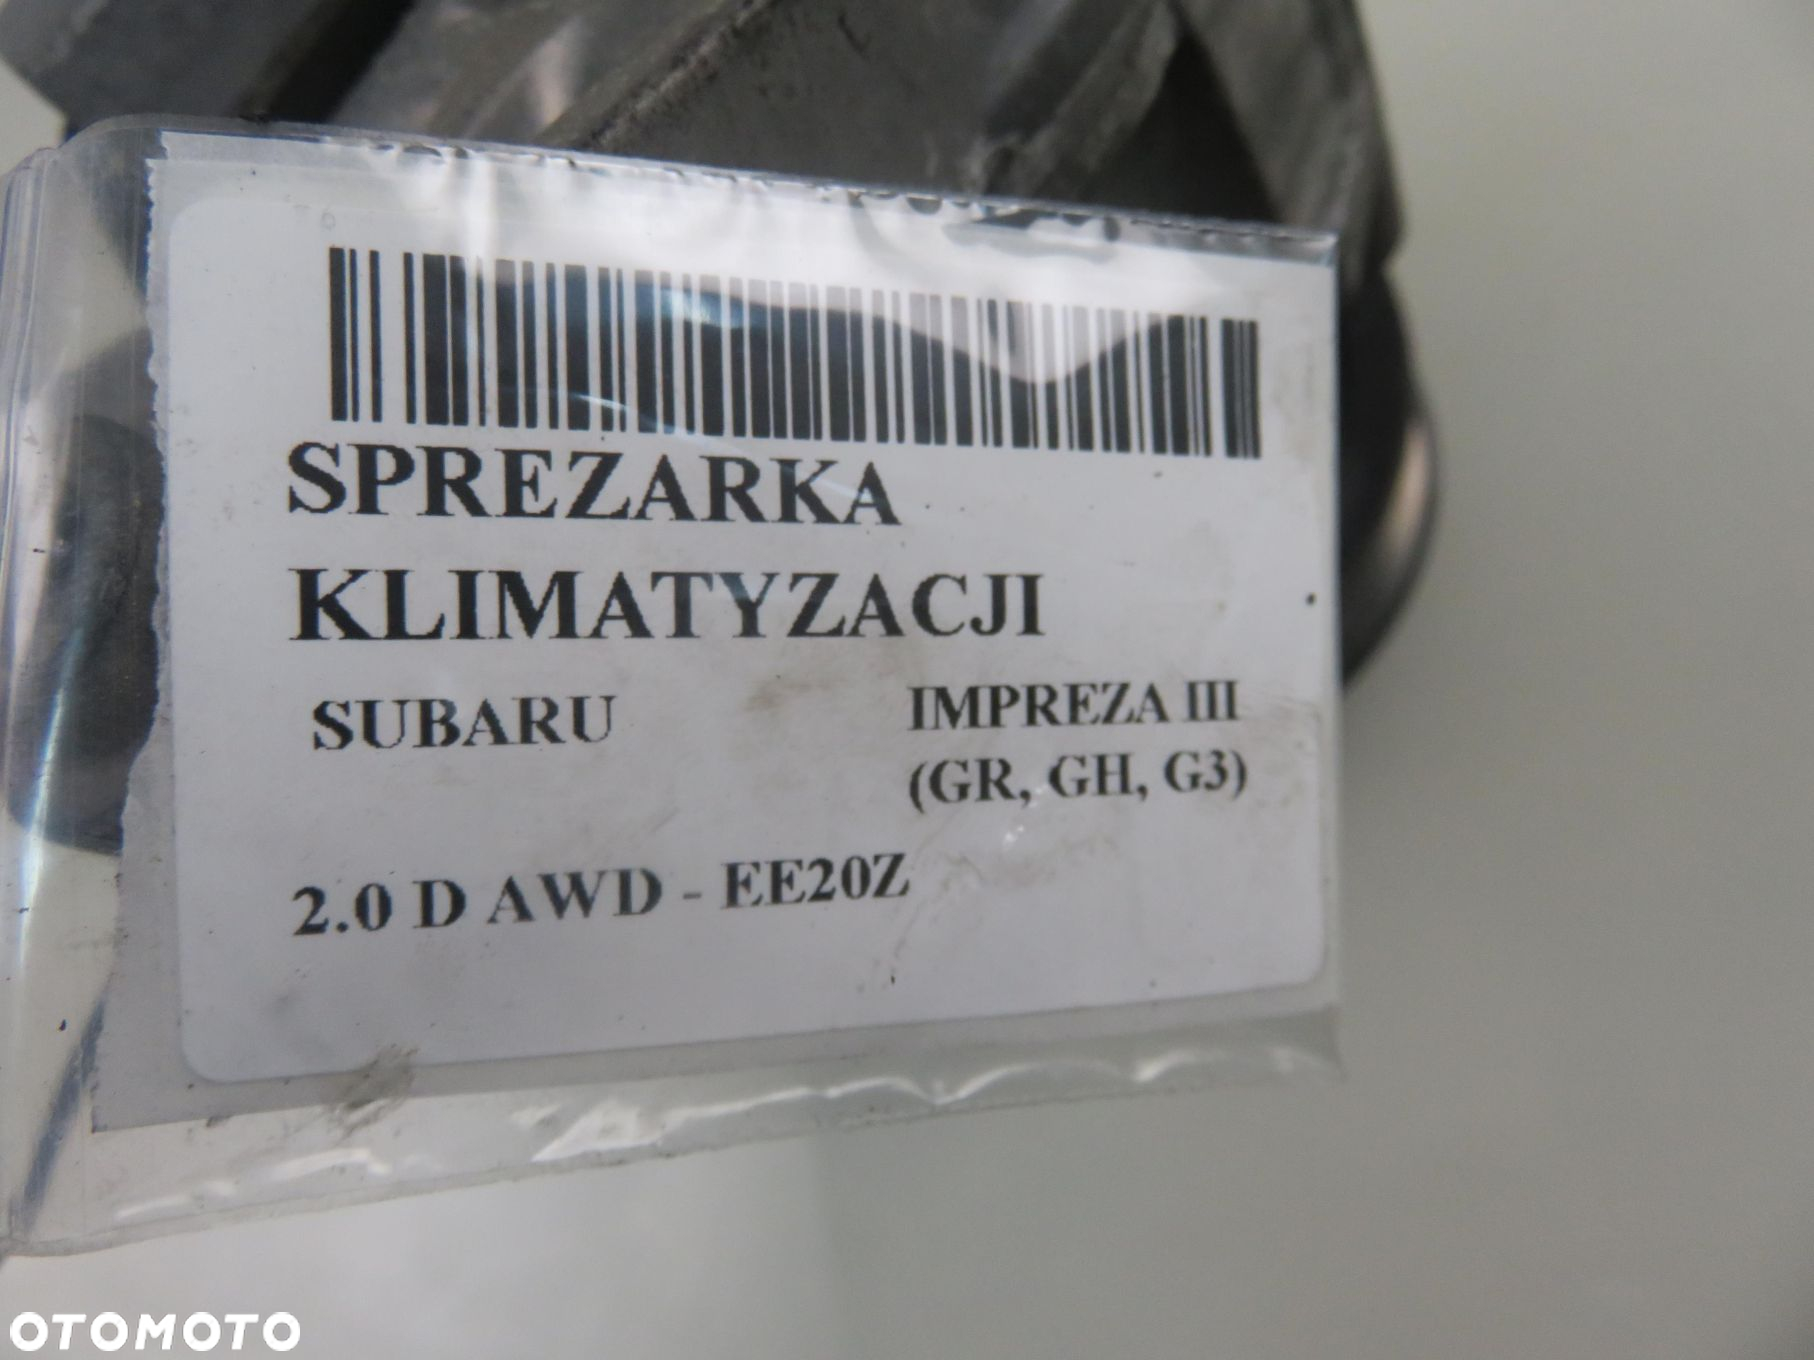 SPREZARKA
KLIMATYZACJI
SUBARU IMPREZA III
(GR, GH, G3)
2.0 D AWD - EE20Z
OTOMOTO